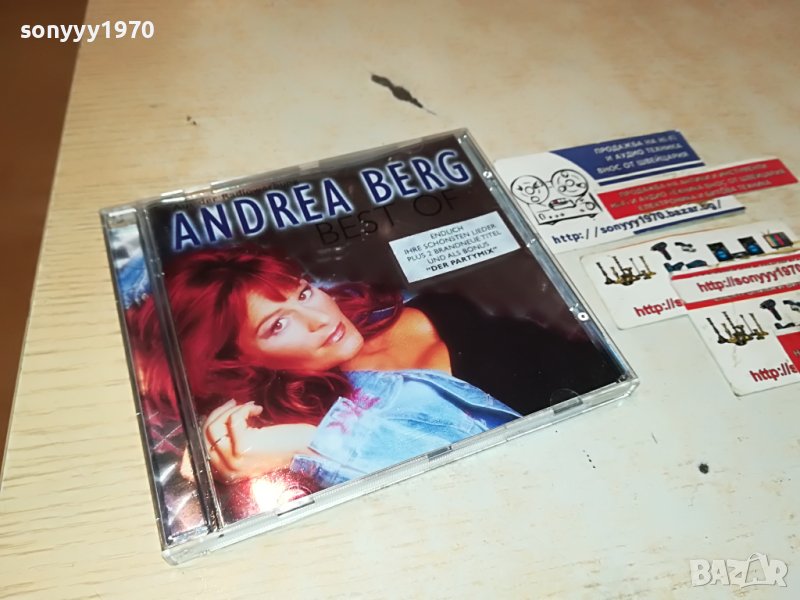 sonyyy1970
ANDREA BERG
BEST OF
ENDLICH
IHRE SCHÖNSTEN LIEDER
PLUS 2 BRANDNEUE TITEL
UND ALS BONUS
"DER PARTYMIX"
ПРОДАЖБА НА HI-FI
И АУДИО ТЕХНИКА
ВНОС ОТ ШВЕЙЦАРИЯ
http://sonyyy1970.bazar.bg/
http://sonyyy1970
http://s
BAZAR